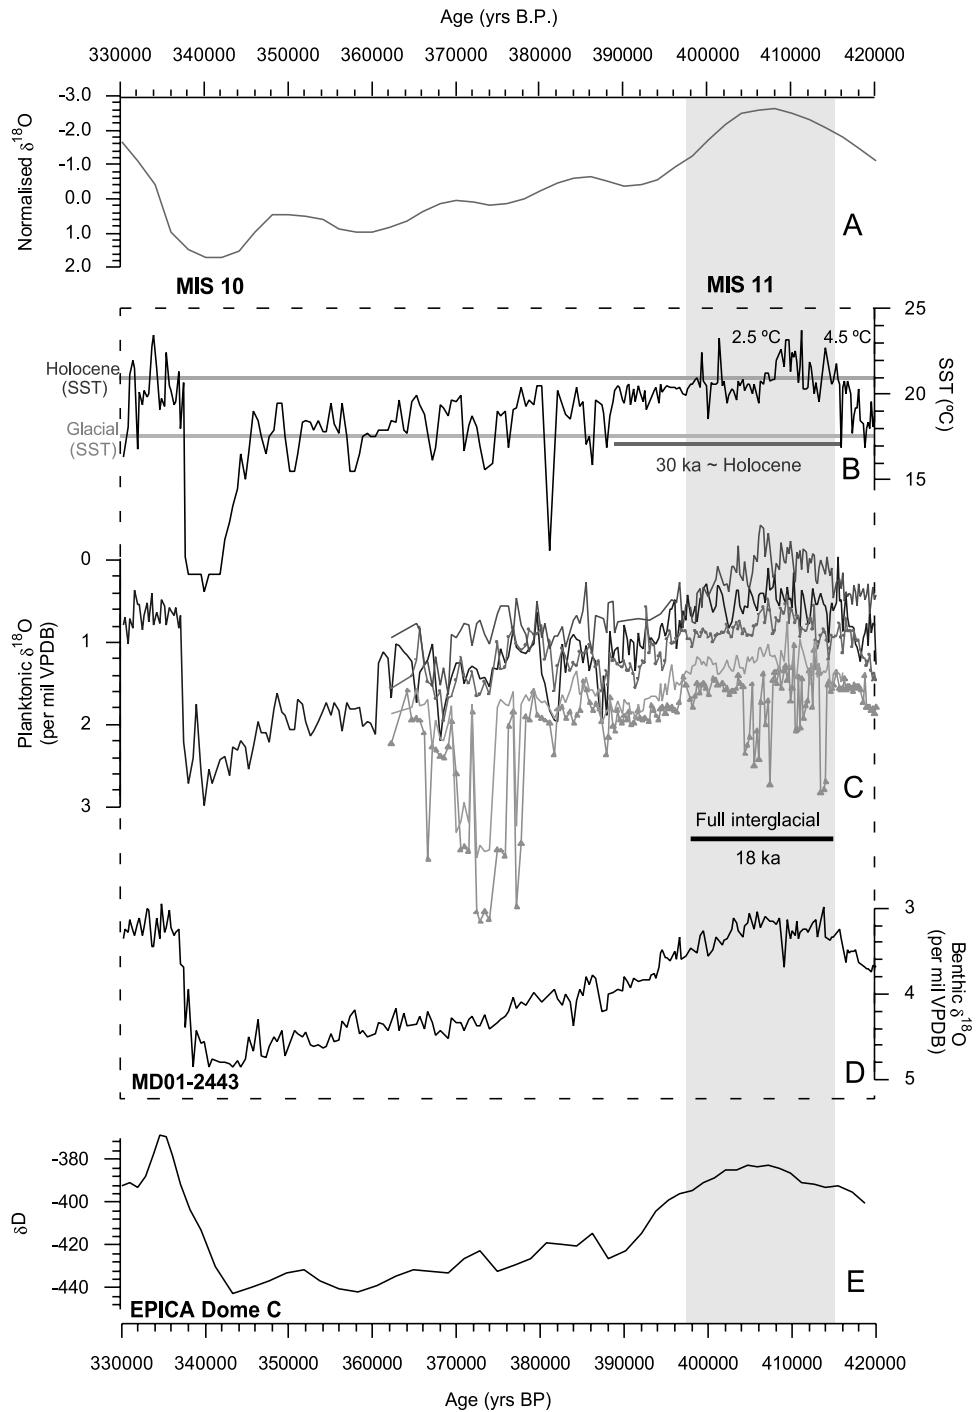 Age (yrs B.P.)
330000 340000 350000 360000 370000 380000 390000 400000 410000 420000
Normalised δ18O
-3.0
-2.0
-1.0
0.0
1.0
2.0
A
MIS 10
MIS 11
Holocene
(SST)
Glacial
(SST)
2.5 ºC
4.5 ºC
25
20
15
SST (ºC)
30 ka ~ Holocene
B
Planktonic δ18O
(per mil VPDB)
0
1
2
3
C
Full interglacial
18 ka
3
4
5
Benthic δ18O
(per mil VPDB)
MD01-2443
D
δD
-380
-400
-420
-440
EPICA Dome C
E
330000 340000 350000 360000 370000 380000 390000 400000 410000 420000
Age (yrs BP)